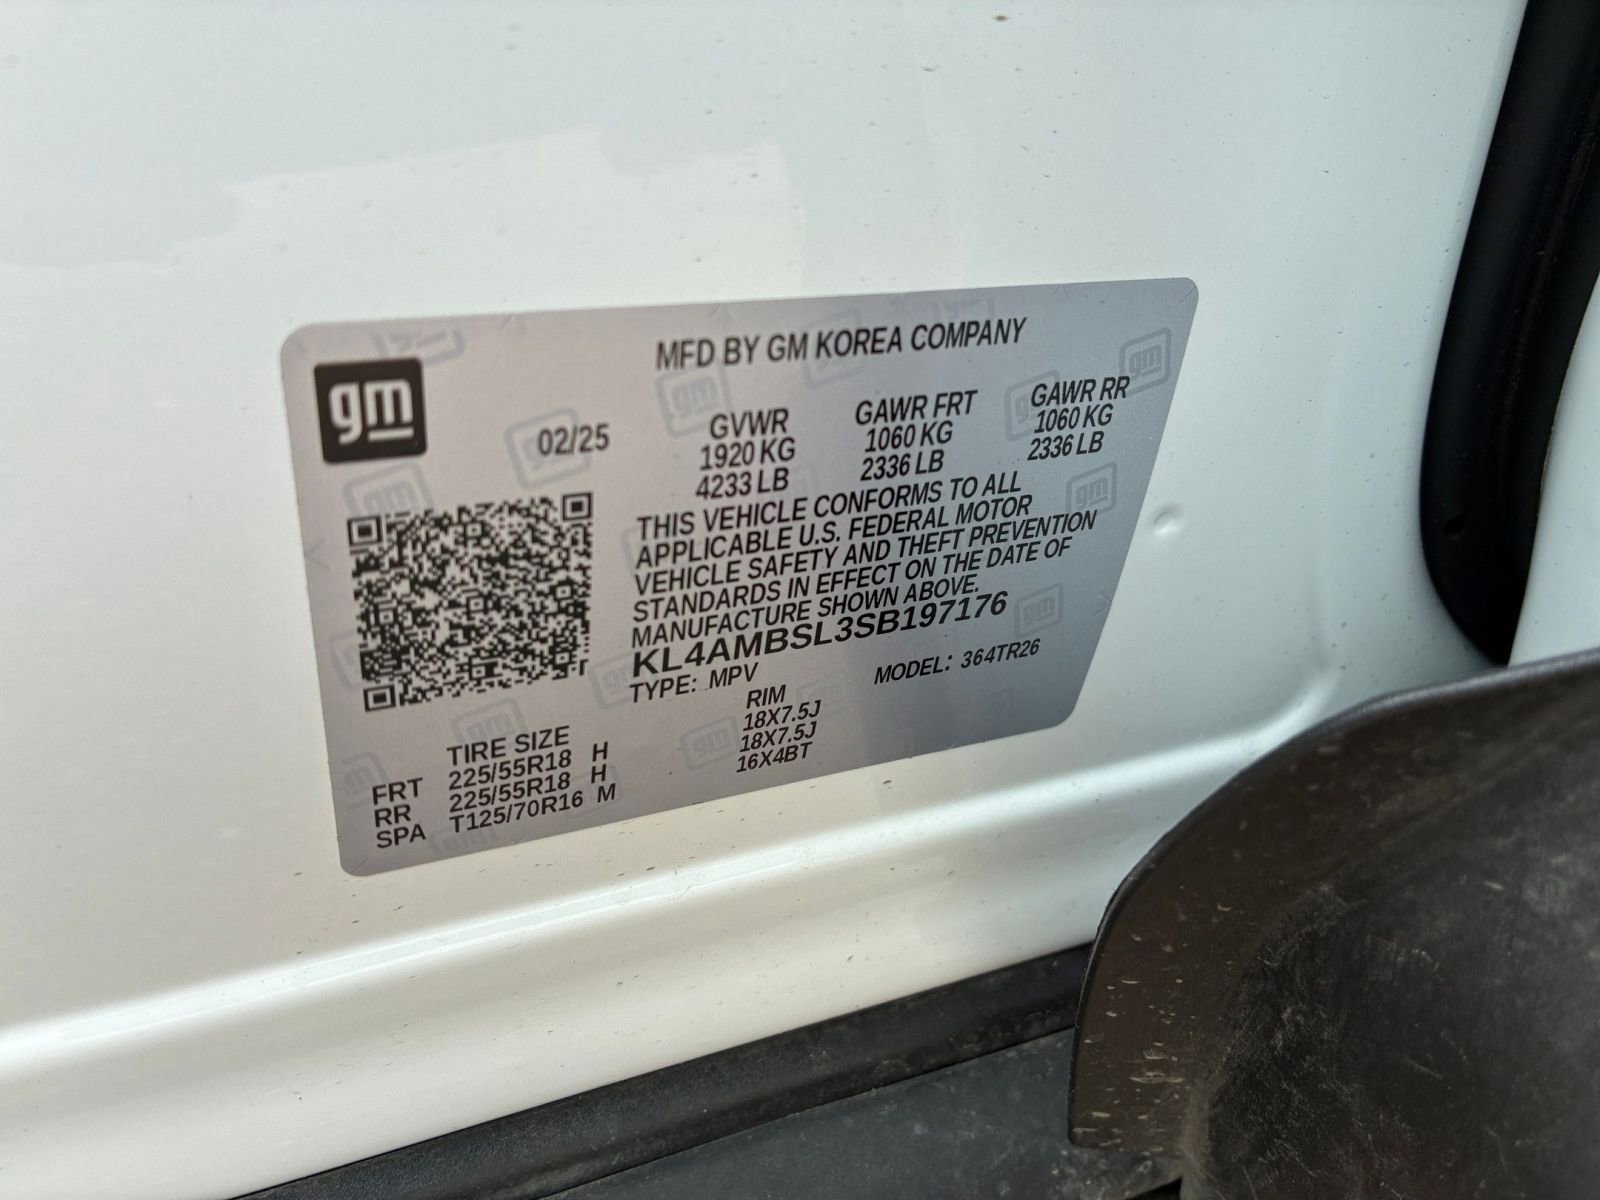 gm
MFD BY GM KOREA COMPANY
02/25
GVWR GAWR FRT GAWR RR
1920 KG 1060 KG 1060 KG
4233 LB 2336 LB 2336 LB
THIS VEHICLE CONFORMS TO ALL
APPLICABLE U.S. FEDERAL MOTOR
VEHICLE SAFETY AND THEFT PREVENTION
STANDARDS IN EFFECT ON THE DATE OF
MANUFACTURE SHOWN ABOVE.
KL4AMBSL3SB197176
TYPE: MPV MODEL: 364TR26
TIRE SIZE RIM
FRT 225/55R18 H 18X7.5J
RR 225/55R18 H 18X7.5J
SPA T125/70R16 M 16X4BT